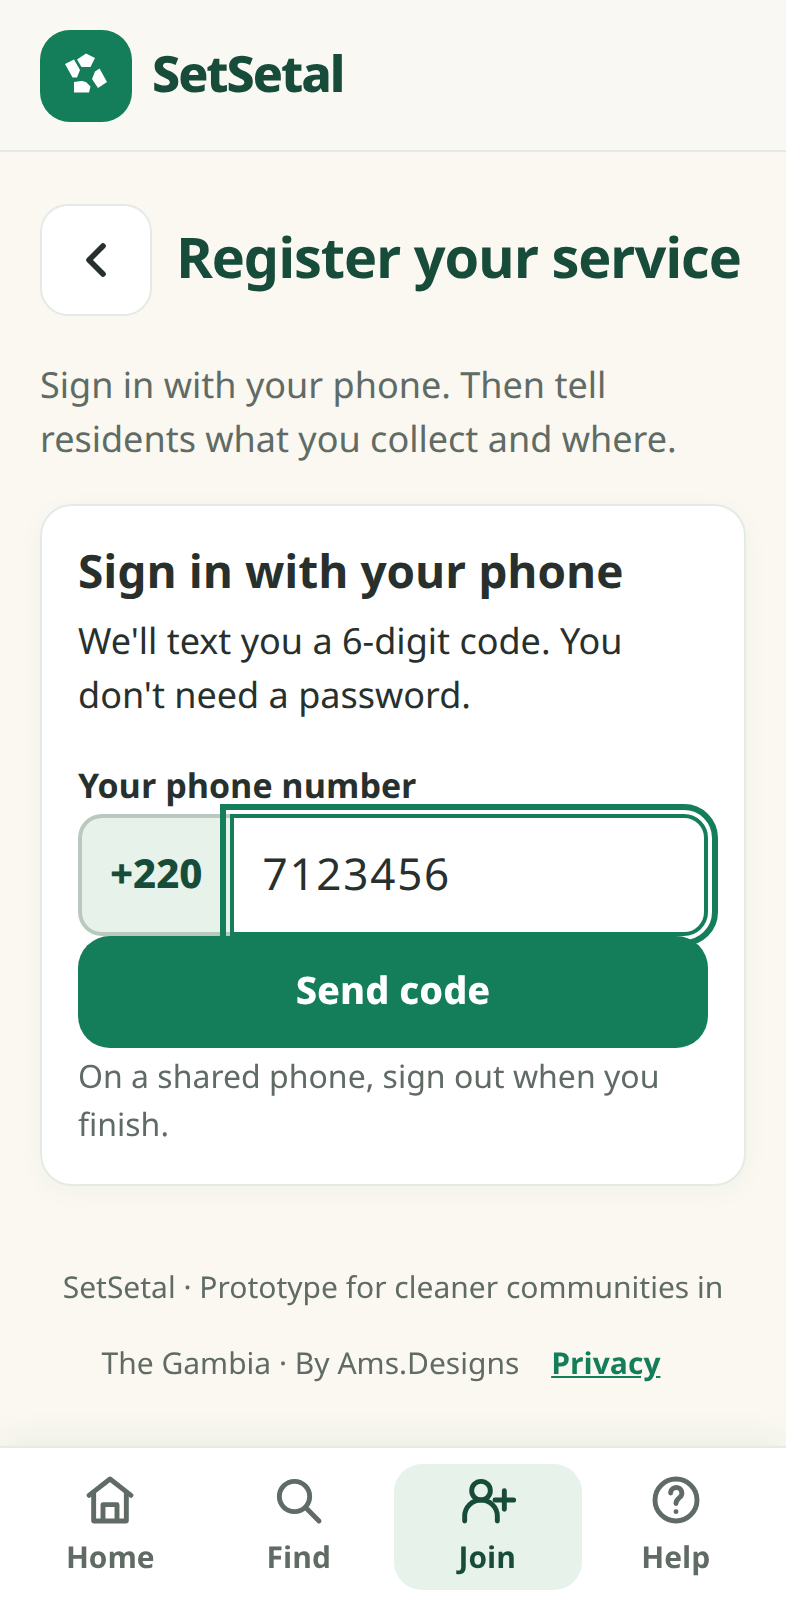 SetSetal
Register your service
Sign in with your phone. Then tell
residents what you collect and where.
Sign in with your phone
We'll text you a 6-digit code. You
don't need a password.
Your phone number
+220 7123456
Send code
On a shared phone, sign out when you
finish.
SetSetal · Prototype for cleaner communities in
The Gambia · By Ams.Designs Privacy
Home Find Join Help